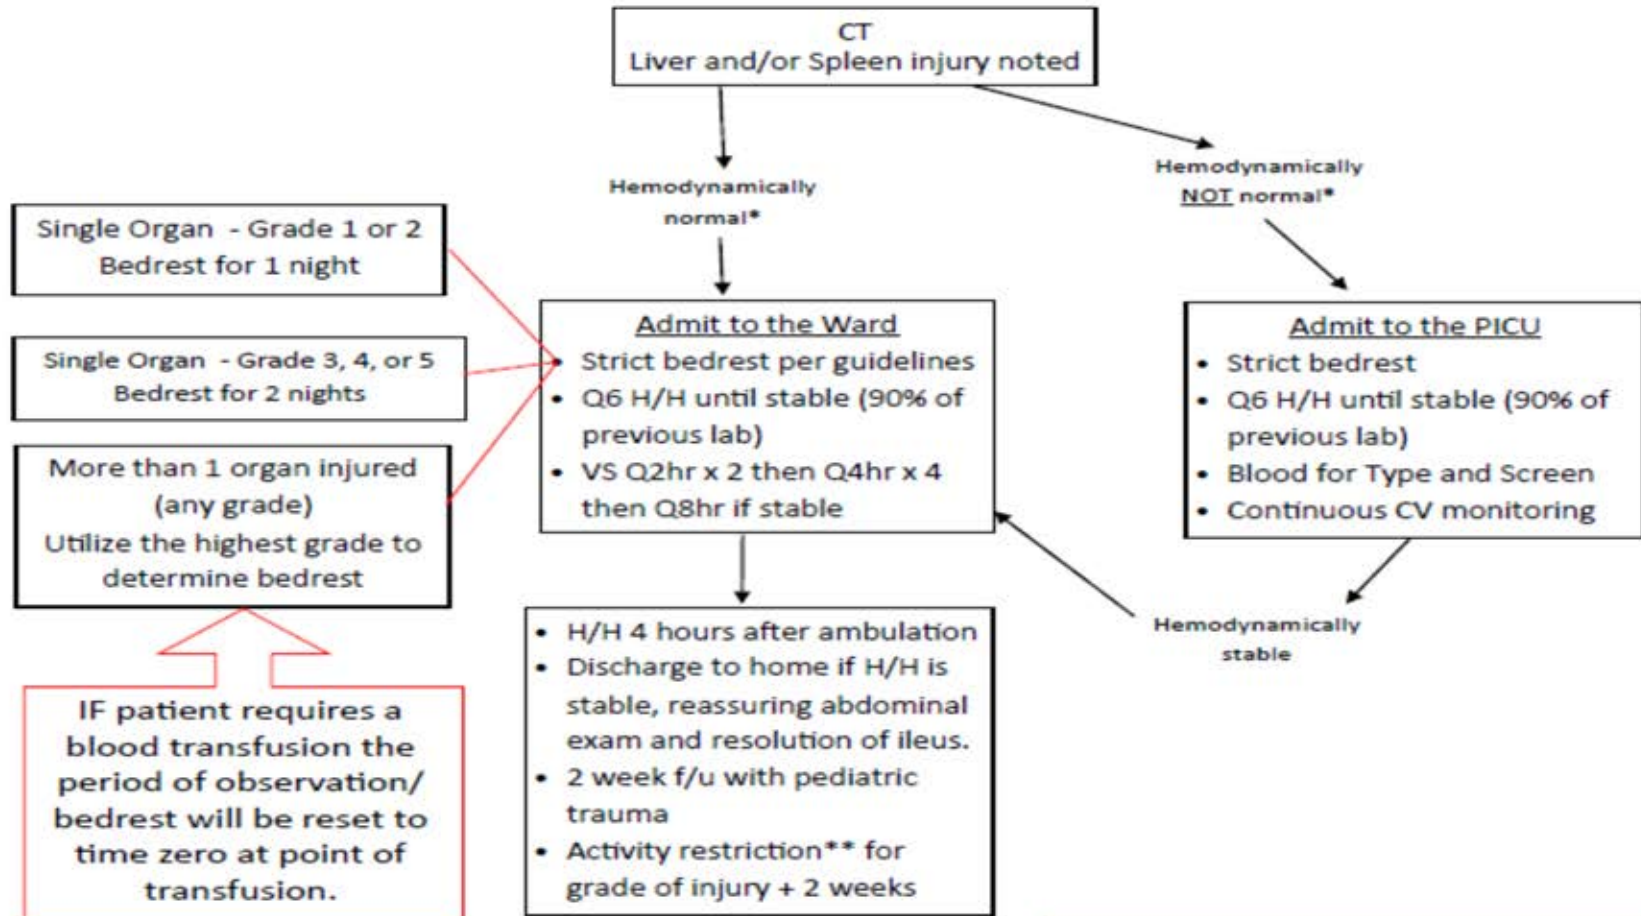 CT
Liver and/or Spleen injury noted
Hemodynamically
normal*
Hemodynamically
NOT normal*
Single Organ - Grade 1 or 2
Bedrest for 1 night
Single Organ - Grade 3, 4, or 5
Bedrest for 2 nights
More than 1 organ injured
(any grade)
Utilize the highest grade to
determine bedrest
IF patient requires a
blood transfusion the
period of observation/
bedrest will be reset to
time zero at point of
transfusion.
Admit to the Ward
• Strict bedrest per guidelines
• Q6 H/H until stable (90% of
previous lab)
• VS Q2hr x 2 then Q4hr x 4
then Q8hr if stable
Admit to the PICU
• Strict bedrest
• Q6 H/H until stable (90% of
previous lab)
• Blood for Type and Screen
• Continuous CV monitoring
Hemodynamically
stable
• H/H 4 hours after ambulation
• Discharge to home if H/H is
stable, reassuring abdominal
exam and resolution of ileus.
• 2 week f/u with pediatric
trauma
• Activity restriction** for
grade of injury + 2 weeks